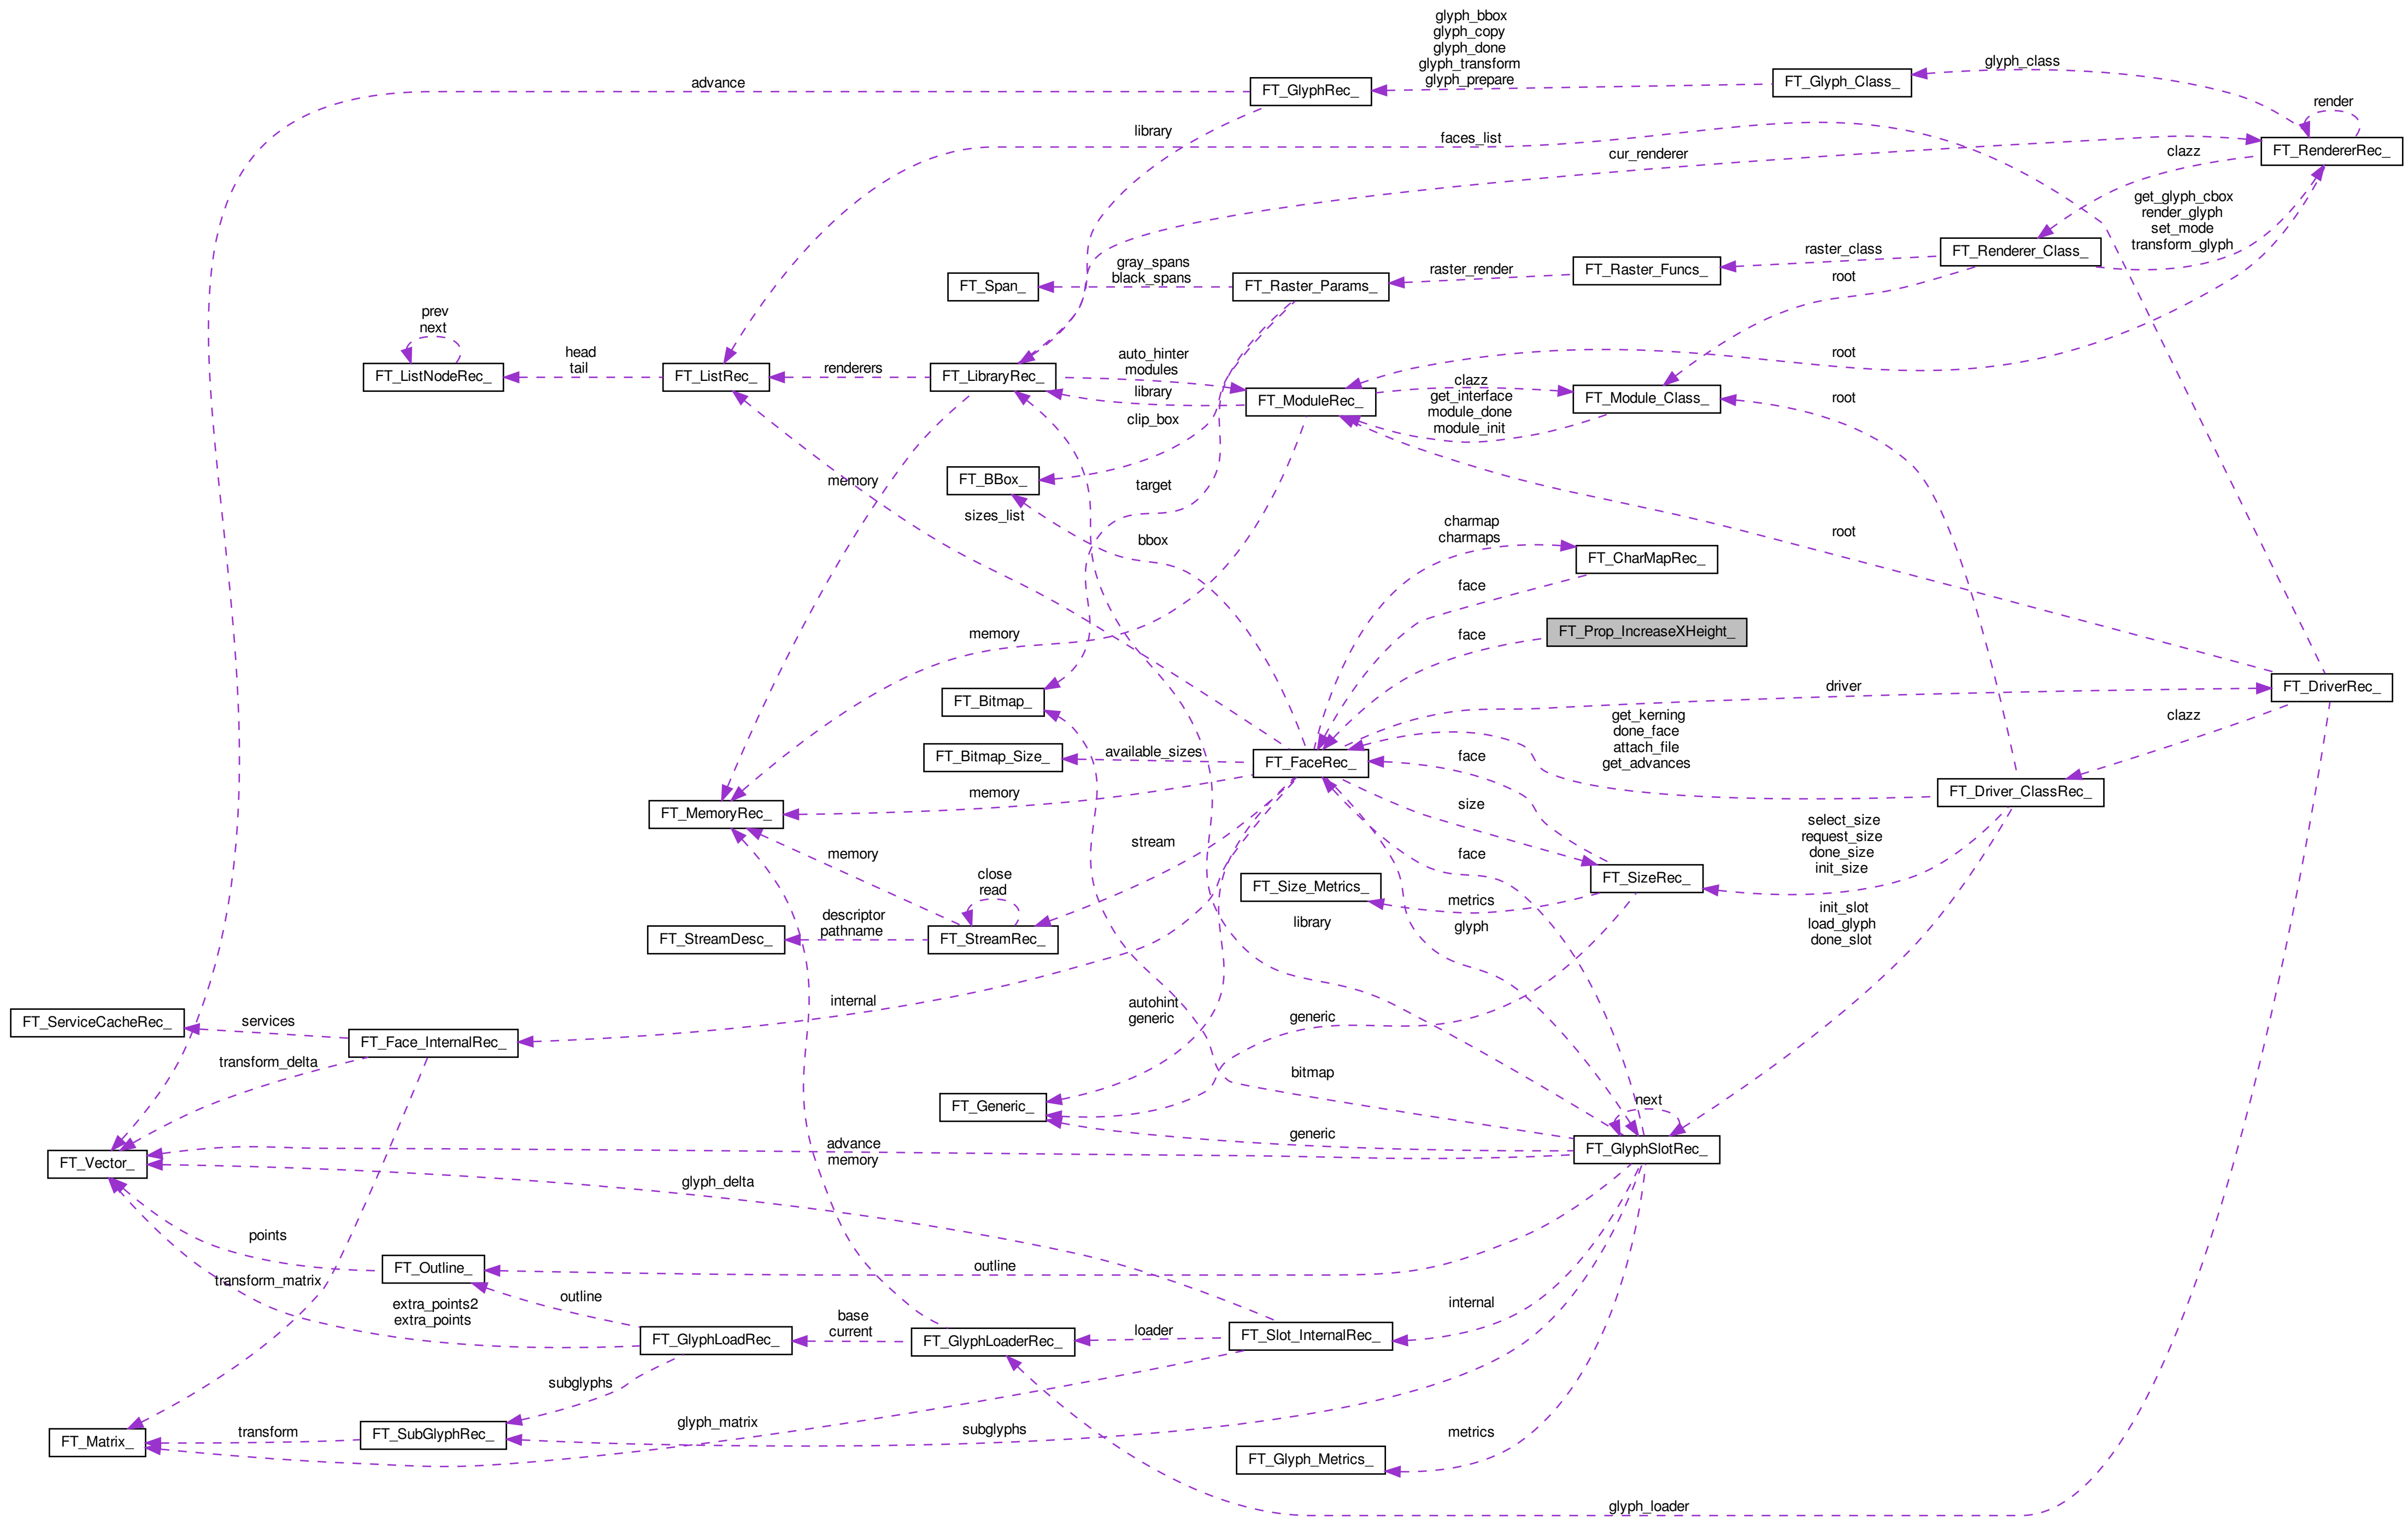 glyph_bbox
glyph_copy
glyph_done
glyph_transform
glyph_prepare
advance
FT_GlyphRec_
FT_Glyph_Class_
glyph_class
render
library
faces_list
cur_renderer
clazz
FT_RendererRec_
get_glyph_cbox
render_glyph
set_mode
transform_glyph
FT_Renderer_Class_
raster_class
root
FT_Raster_Funcs_
raster_render
FT_Raster_Params_
gray_spans
black_spans
FT_Span_
prev
next
FT_ListNodeRec_
head
tail
FT_ListRec_
renderers
FT_LibraryRec_
auto_hinter
modules
library
FT_ModuleRec_
clazz
get_interface
module_done
module_init
FT_Module_Class_
root
root
clip_box
FT_BBox_
memory
sizes_list
target
bbox
charmap
charmaps
FT_CharMapRec_
root
face
FT_Prop_IncreaseXHeight_
face
memory
FT_Bitmap_
driver
FT_DriverRec_
clazz
get_kerning
done_face
attach_file
get_advances
FT_Bitmap_Size_
available_sizes
FT_FaceRec_
face
FT_Driver_ClassRec_
memory
FT_MemoryRec_
size
select_size
request_size
done_size
init_size
stream
memory
face
close
read
FT_Size_Metrics_
FT_SizeRec_
metrics
descriptor
pathname
FT_StreamDesc_
FT_StreamRec_
library
glyph
init_slot
load_glyph
done_slot
internal
autohint
generic
generic
FT_ServiceCacheRec_
services
FT_Face_InternalRec_
transform_delta
bitmap
FT_Generic_
next
generic
FT_GlyphSlotRec_
advance
memory
FT_Vector_
glyph_delta
points
FT_Outline_
outline
transform_matrix
outline
extra_points2
extra_points
internal
base
current
loader
FT_GlyphLoadRec_
FT_GlyphLoaderRec_
FT_Slot_InternalRec_
subglyphs
glyph_matrix
subglyphs
transform
FT_Matrix_
FT_SubGlyphRec_
metrics
FT_Glyph_Metrics_
glyph_loader